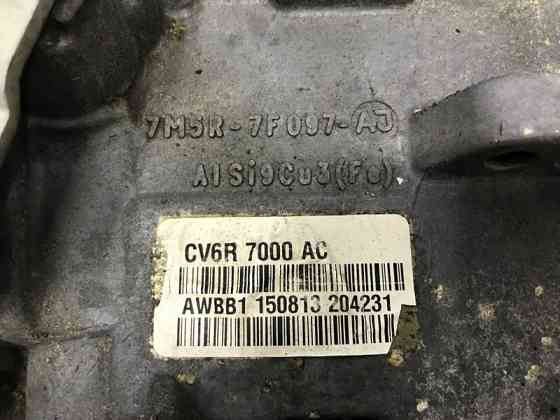 7M5R-7F097-AJ
AlSi9Cu3(Fe)
CV6R 7000 AC
AWBB1 150813 204231